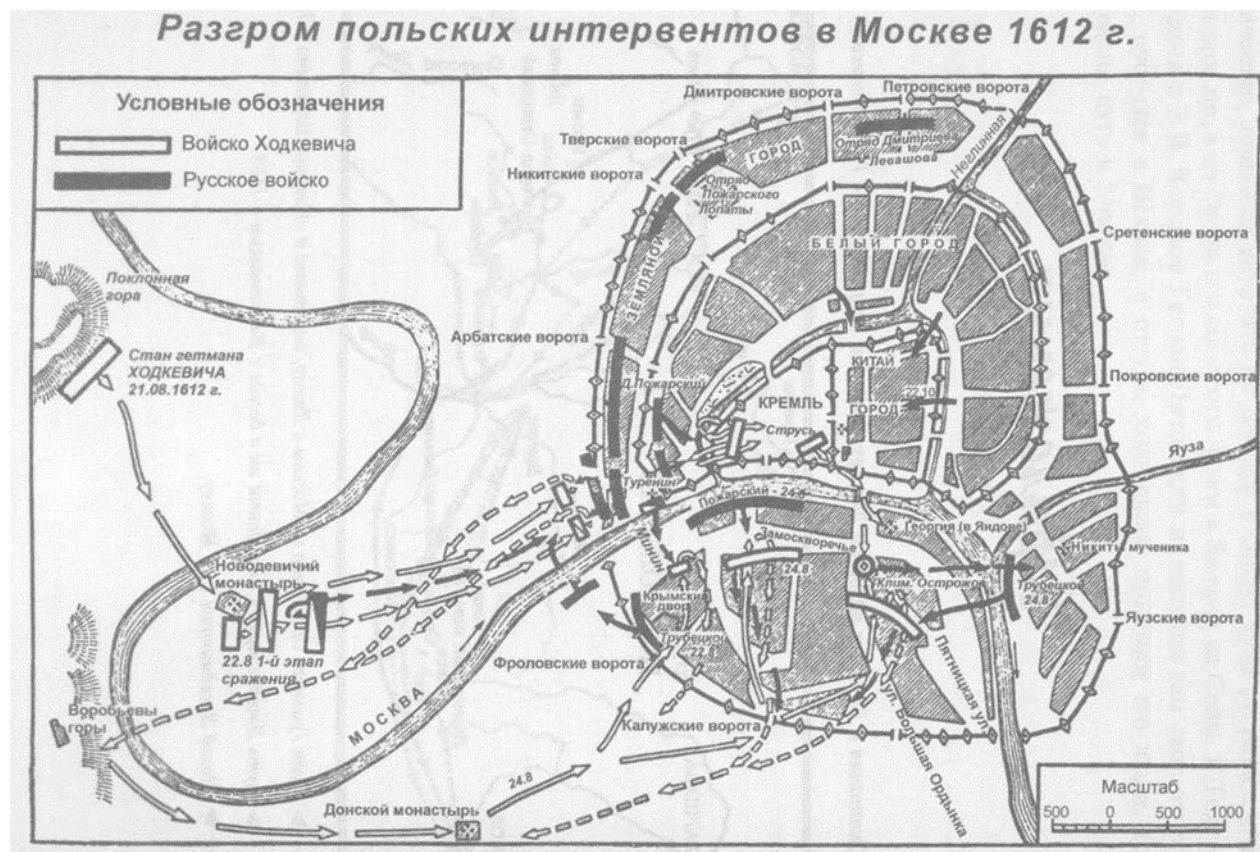 Разгром польских интервентов в Москве 1612 г.
Условные обозначения
Войско Ходкевича
Русское войско
Дмитровские ворота
Петровские ворота
Тверские ворота
Никитские ворота
Отряд Дмитриева
Левашова
ГОРОД
Отряд
Пожарского
Лопаты
Неглинная
БЕЛЫЙ ГОРОД
Сретенские ворота
ЗЕМЛЯНОЙ
Поклонная
гора
Арбатские ворота
Стан гетмана
ХОДКЕВИЧА
21.08.1612 г.
Д.Пожарский
КИТАЙ
ГОРОД
22.10
Покровские ворота
КРЕМЛЬ
Струсь
Яуза
Туренин
Пожарский - 24.8
Георгия (в Яндове)
Замоскворечье
Никиты мученика
Минин
24.8
Клим. Острожок
Трубецкой
24.8
Новодевичий
монастырь
Крымский
двор
Трубецкой
22.8
Яузские ворота
22.8 1-й этап
сражения
Фроловские ворота
Пятницкая ул.
ул. Большая Ордынка
Воробьевы
горы
МОСКВА
Калужские ворота
24.8
Донской монастырь
Масштаб
500 0 500 1000